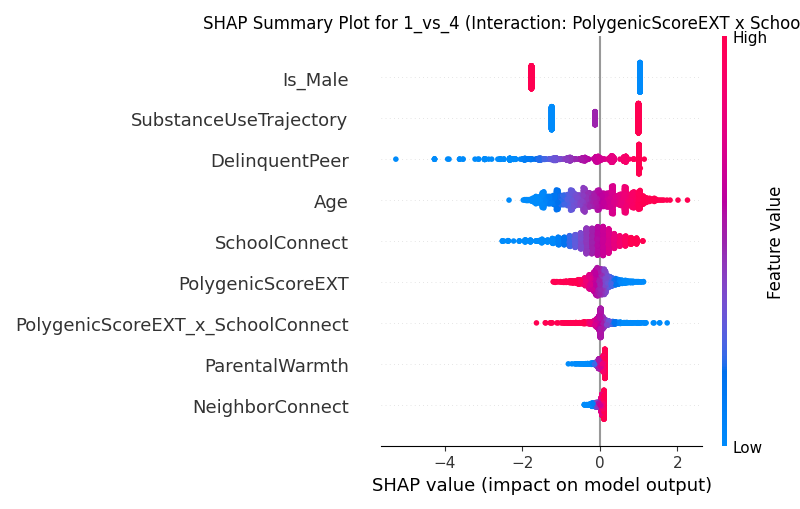 SHAP Summary Plot for 1_vs_4 (Interaction: PolygenicScoreEXT x Schoo
High
Is_Male
SubstanceUseTrajectory
DelinquentPeer
Age
SchoolConnect
PolygenicScoreEXT
PolygenicScoreEXT_x_SchoolConnect
ParentalWarmth
NeighborConnect
Feature value
Low
−4 −2 0 2
SHAP value (impact on model output)